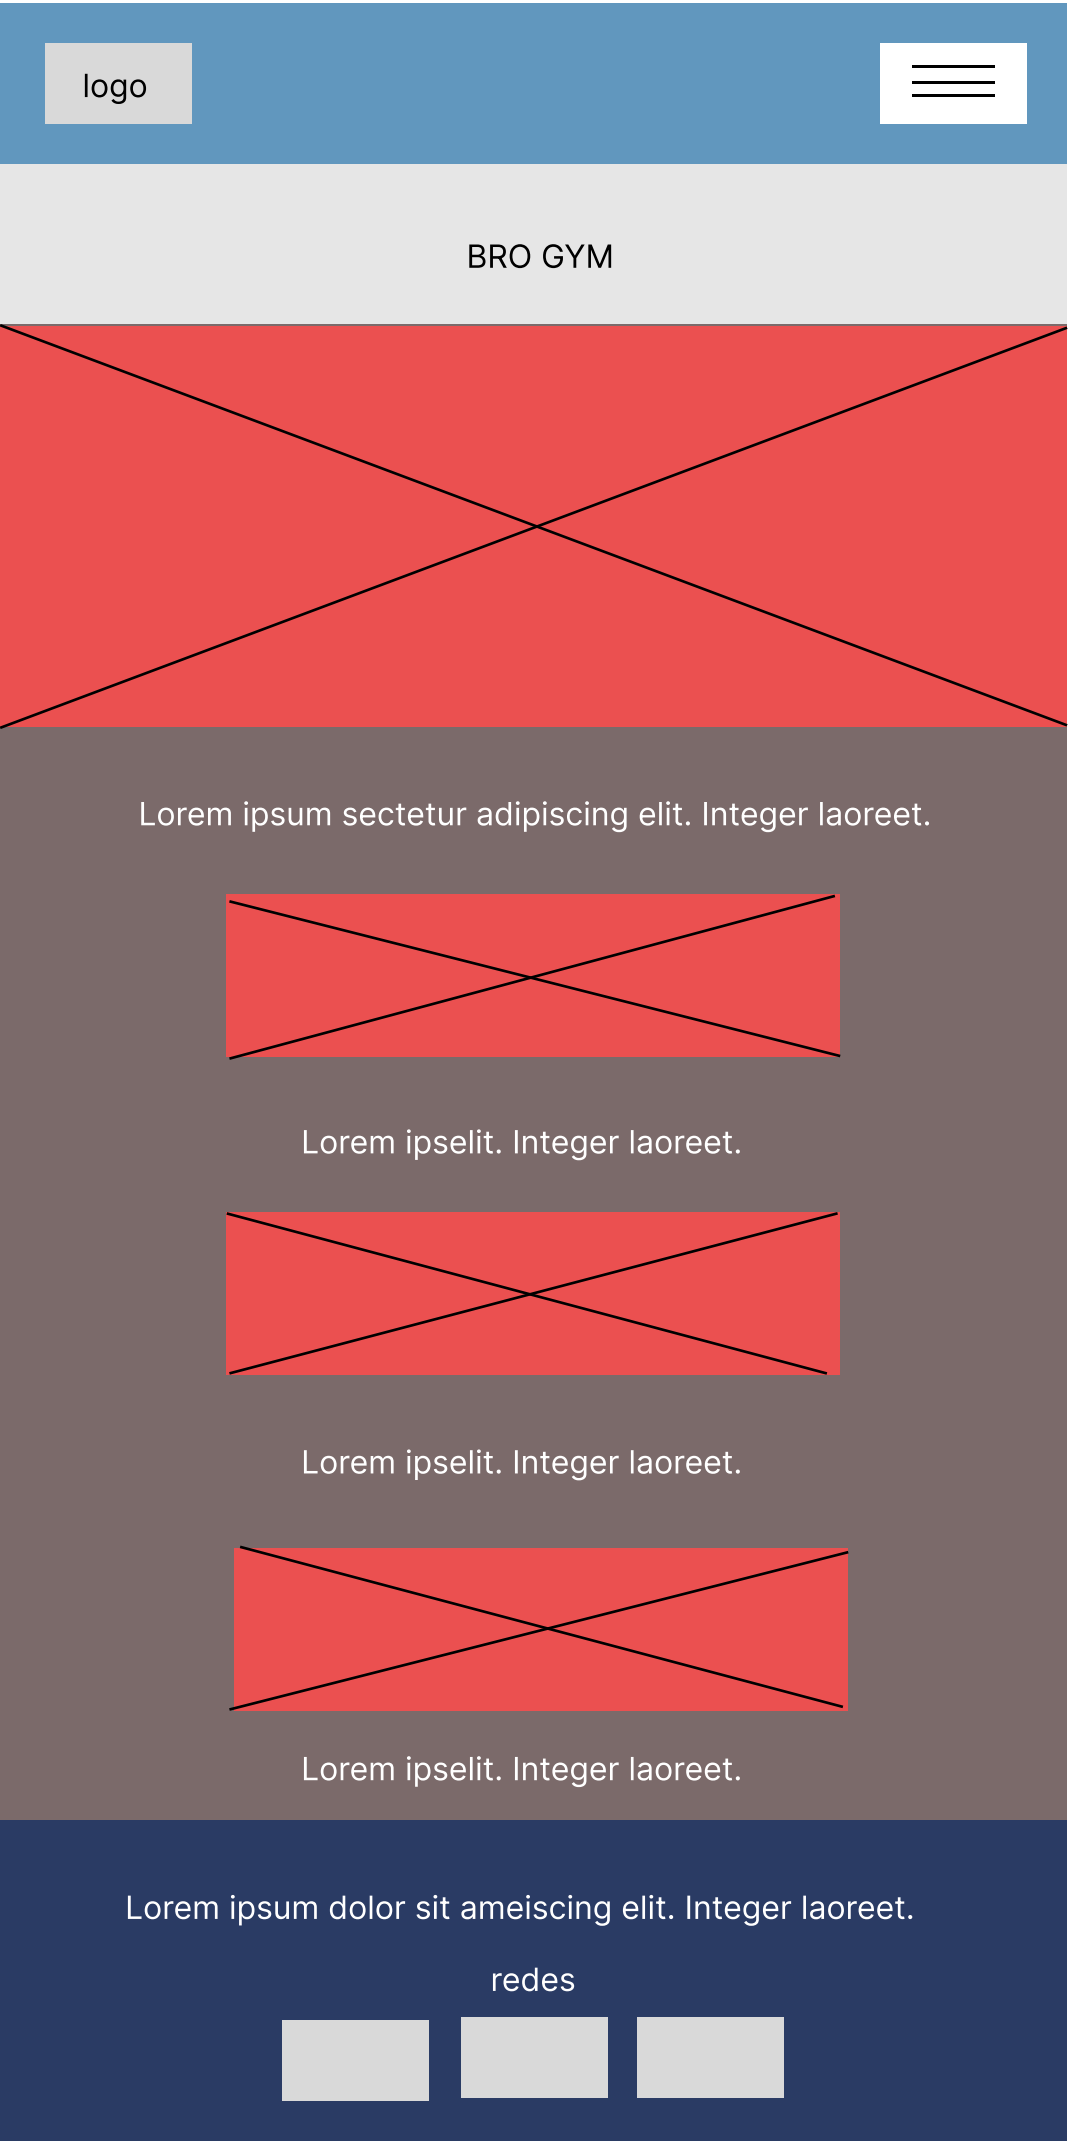 logo
BRO GYM
Lorem ipsum sectetur adipiscing elit. Integer laoreet.
Lorem ipselit. Integer laoreet.
Lorem ipselit. Integer laoreet.
Lorem ipselit. Integer laoreet.
Lorem ipsum dolor sit ameiscing elit. Integer laoreet.
redes